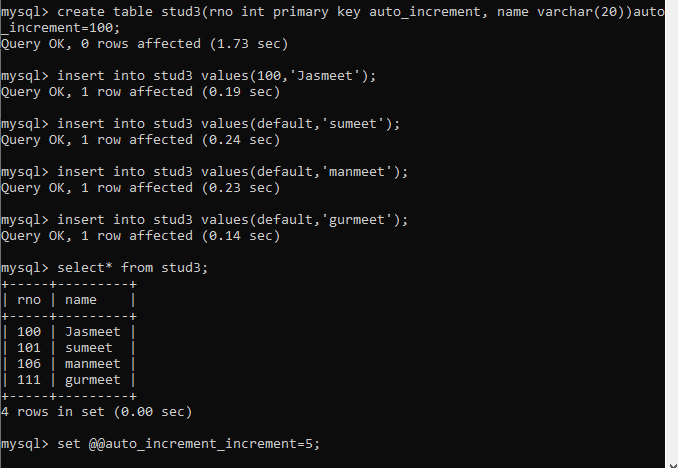 mysql> create table stud3(rno int primary key auto_increment, name varchar(20))auto
_increment=100;
Query OK, 0 rows affected (1.73 sec)
mysql> insert into stud3 values(100,'Jasmeet');
Query OK, 1 row affected (0.19 sec)
mysql> insert into stud3 values(default,'sumeet');
Query OK, 1 row affected (0.24 sec)
mysql> insert into stud3 values(default,'manmeet');
Query OK, 1 row affected (0.23 sec)
mysql> insert into stud3 values(default,'gurmeet');
Query OK, 1 row affected (0.14 sec)
mysql> select* from stud3;
+-----+---------+
| rno | name    |
+-----+---------+
| 100 | Jasmeet |
| 101 | sumeet  |
| 106 | manmeet |
| 111 | gurmeet |
+-----+---------+
4 rows in set (0.00 sec)
mysql> set @@auto_increment_increment=5;